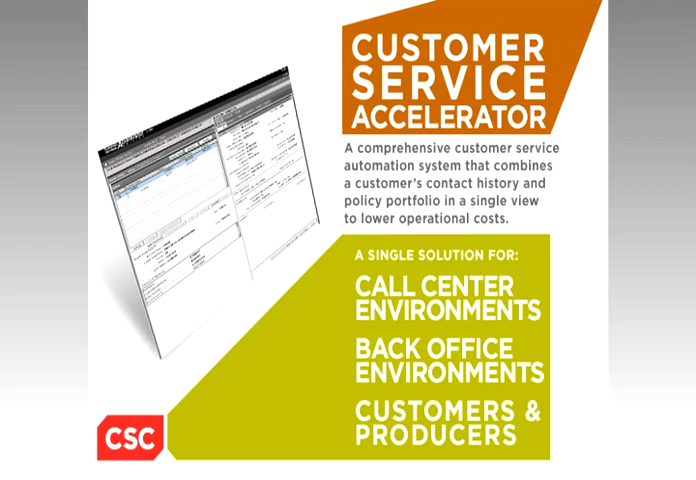 CUSTOMER
SERVICE
ACCELERATOR
A comprehensive customer service
automation system that combines
a customer's contact history and
policy portfolio in a single view
to lower operational costs.
A SINGLE SOLUTION FOR:
CALL CENTER
ENVIRONMENTS
BACK OFFICE
ENVIRONMENTS
CUSTOMERS &
PRODUCERS
CSC